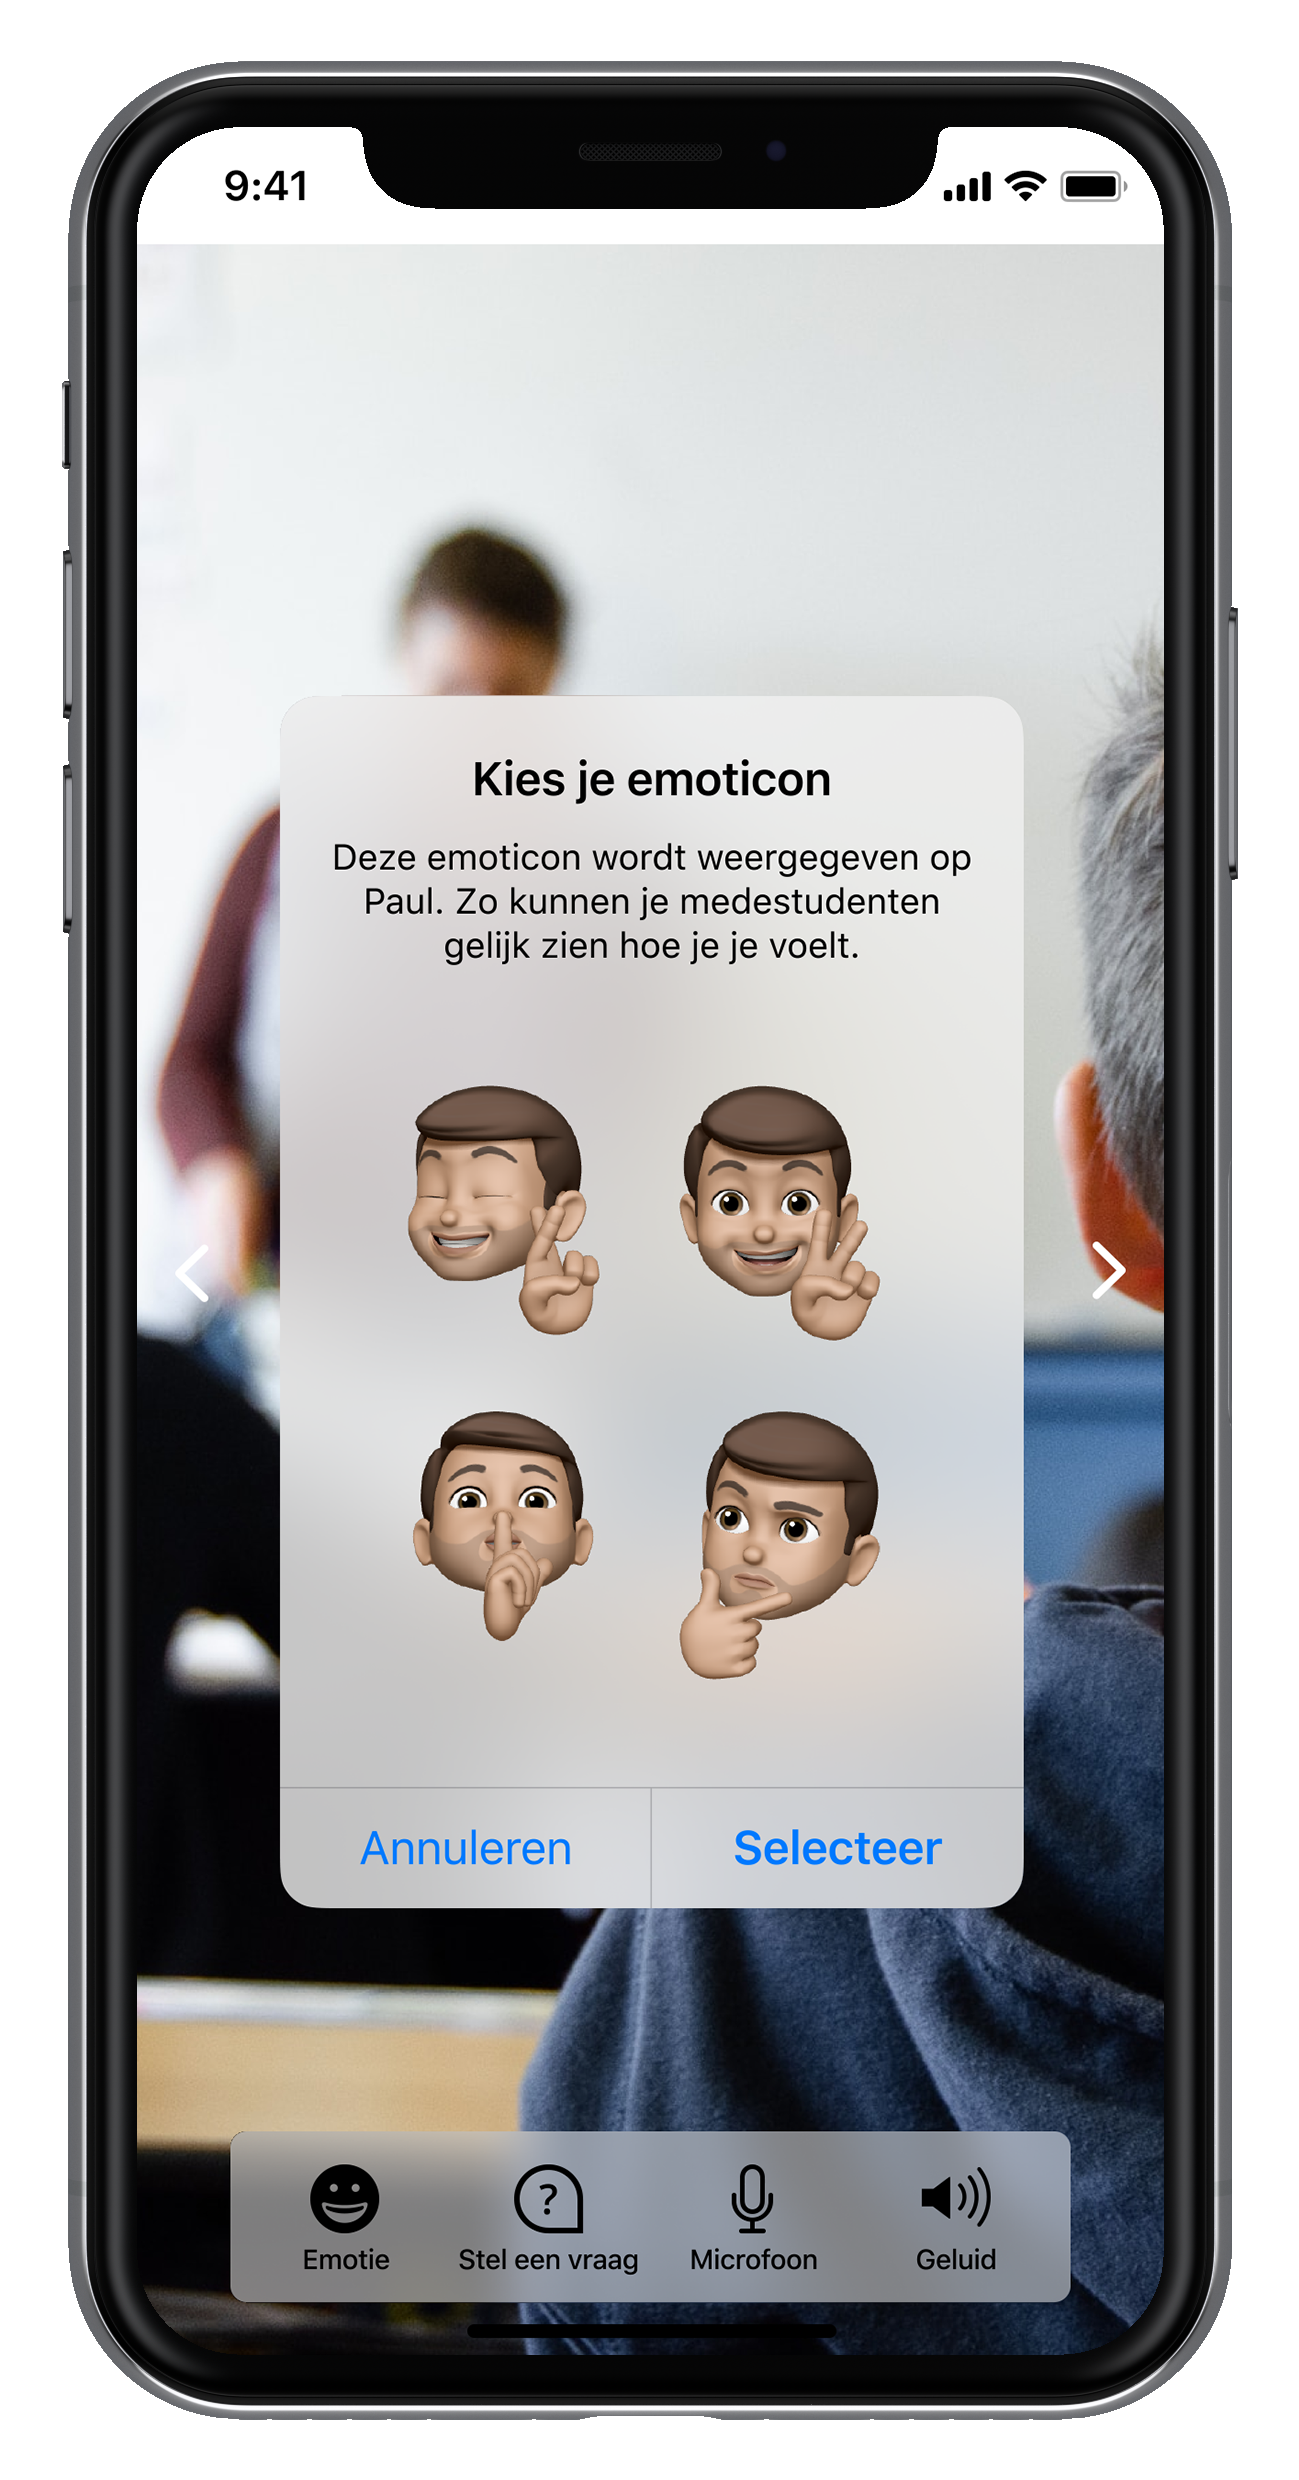 9:41
Kies je emoticon
Deze emoticon wordt weergegeven op
Paul. Zo kunnen je medestudenten
gelijk zien hoe je je voelt.
Annuleren Selecteer
?
Emotie Stel een vraag Microfoon Geluid